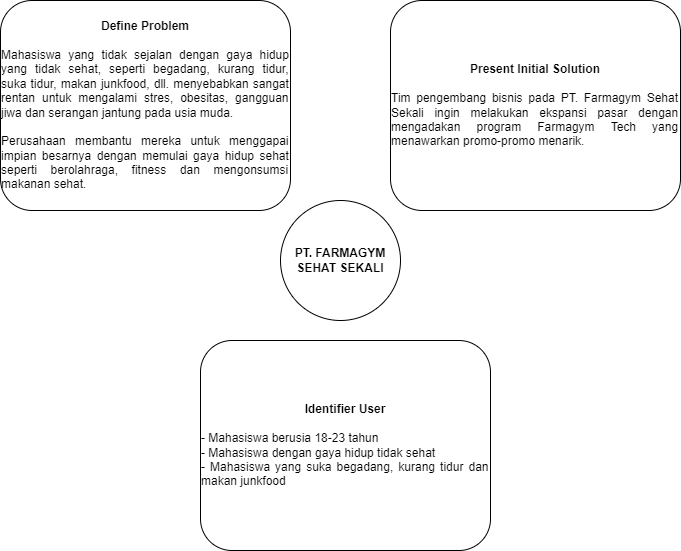 Define Problem
Mahasiswa yang tidak sejalan dengan gaya hidup
yang tidak sehat, seperti begadang, kurang tidur,
suka tidur, makan junkfood, dll. menyebabkan sangat
rentan untuk mengalami stres, obesitas, gangguan
jiwa dan serangan jantung pada usia muda.
Perusahaan membantu mereka untuk menggapai
impian besarnya dengan memulai gaya hidup sehat
seperti berolahraga, fitness dan mengonsumsi
makanan sehat.
Present Initial Solution
Tim pengembang bisnis pada PT. Farmagym Sehat
Sekali ingin melakukan ekspansi pasar dengan
mengadakan program Farmagym Tech yang
menawarkan promo-promo menarik.
PT. FARMAGYM
SEHAT SEKALI
Identifier User
- Mahasiswa berusia 18-23 tahun
- Mahasiswa dengan gaya hidup tidak sehat
- Mahasiswa yang suka begadang, kurang tidur dan
makan junkfood